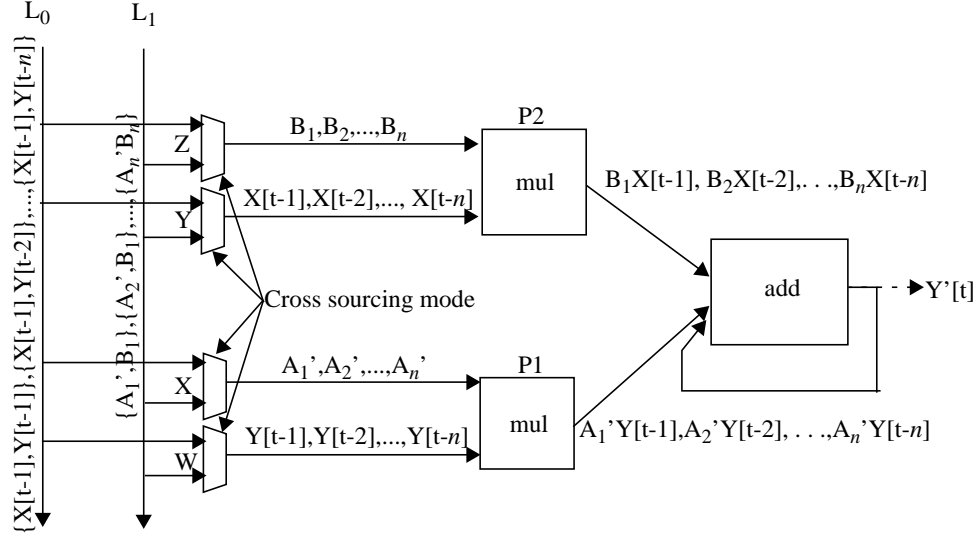 L0
L1
{X[t-1],Y[t-1]},{X[t-1],Y[t-2]},...,{X[t-1],Y[t-n]}
{A1',B1},{A2',B1},...,{An'Bn}
Z
Y
X
W
B1,B2,...,Bn
X[t-1],X[t-2],..., X[t-n]
Cross sourcing mode
A1',A2',...,An'
Y[t-1],Y[t-2],...,Y[t-n]
P2
mul
P1
mul
B1X[t-1], B2X[t-2],. . .,BnX[t-n]
add
Y'[t]
A1'Y[t-1],A2'Y[t-2], . . .,An'Y[t-n]